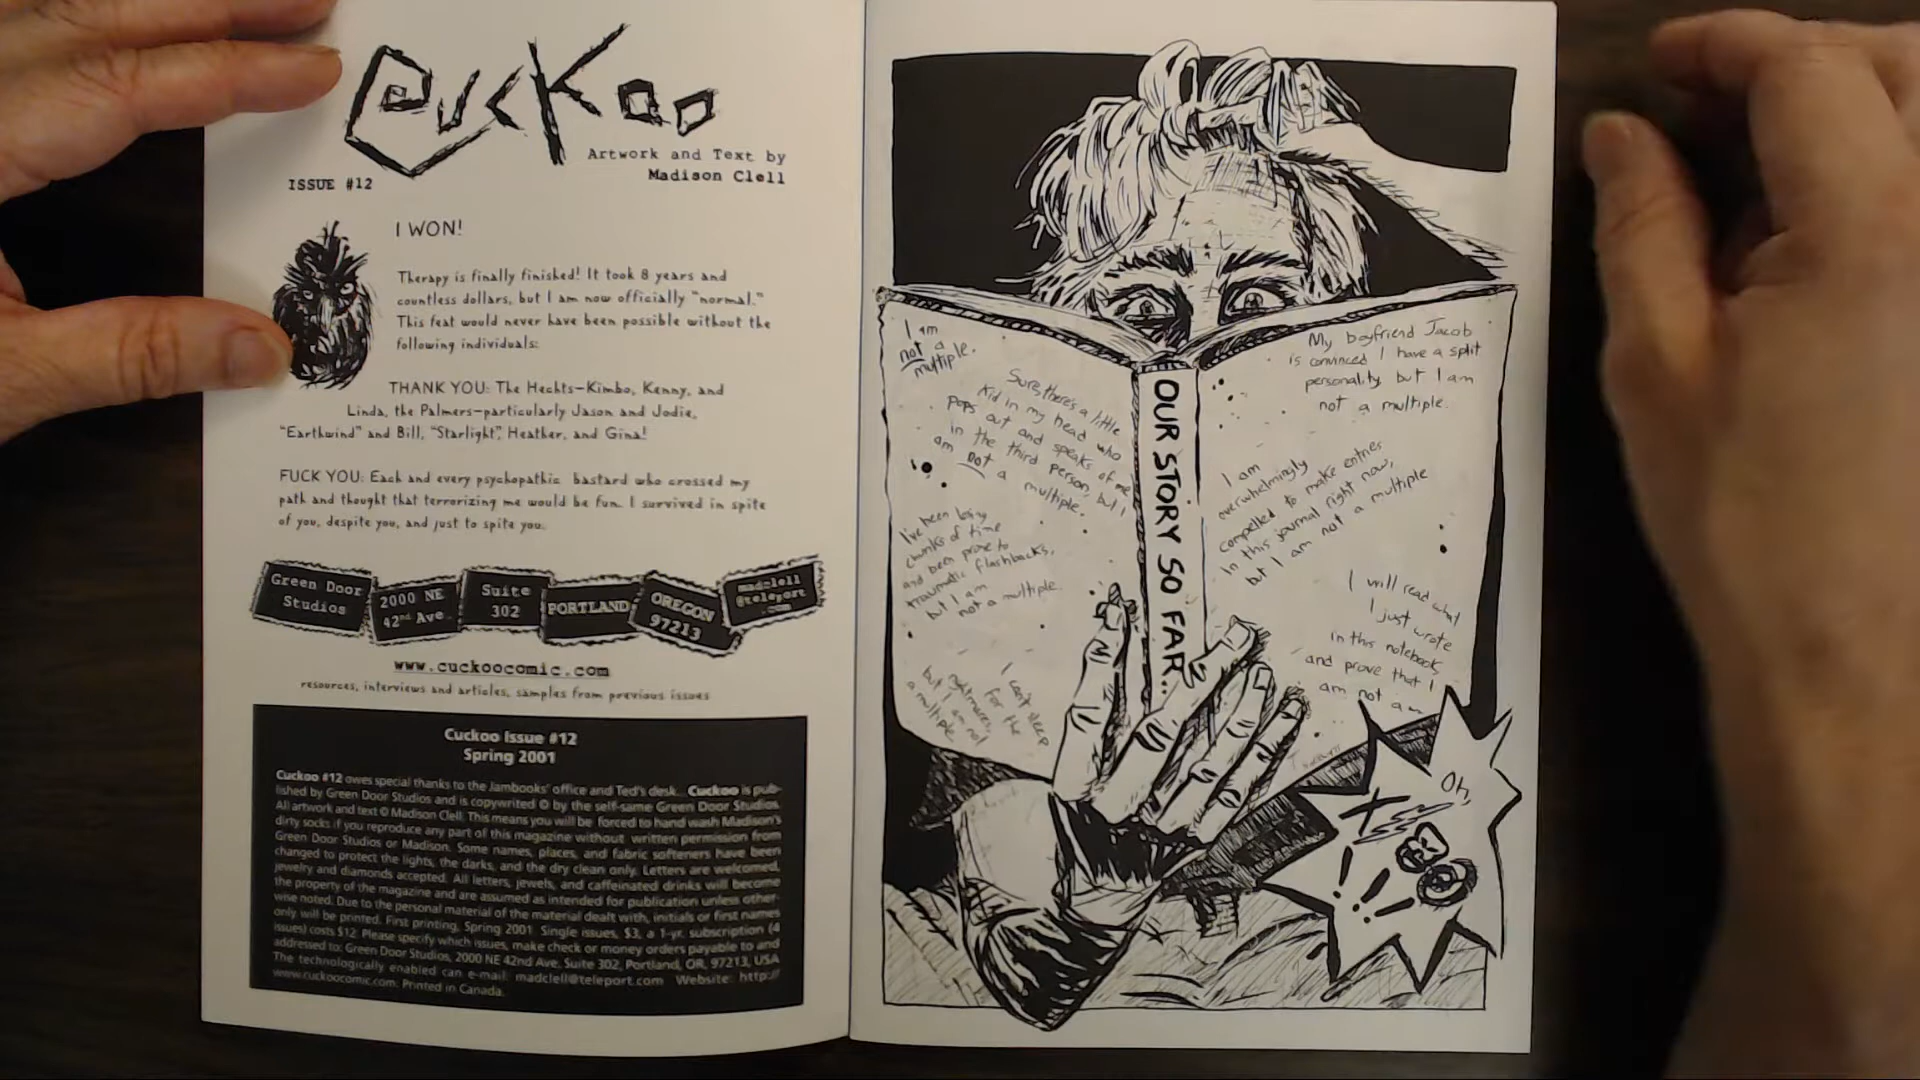 Cuckoo
Artwork and Text by
Madison Clell
ISSUE #12
I WON!
Therapy is finally finished! It took 8 years and
countless dollars, but I am now officially "normal."
This feat would never have been possible without the
following individuals:
THANK YOU: The Hechts—Kimbo, Kenny, and
Linda, the Palmers—particularly Jason and Jodie,
"Earthwind" and Bill, "Starlight", Heather, and Gina!
FUCK YOU: Each and every psychopathic bastard who crossed my
path and thought that terrorizing me would be fun. I survived in spite
of you, despite you, and just to spite you.
Green Door
Studios
2000 NE
42nd Ave.
Suite
302
PORTLAND
OREGON
97213
madclell
@teleport
.com
www.cuckoocomic.com
resources, interviews and articles, samples from previous issues
Cuckoo Issue #12
Spring 2001
Cuckoo #12 owes special thanks to the Jambooks' office and Ted's desk. Cuckoo is pub-
lished by Green Door Studios and is copywrited © by the self-same Green Door Studios.
All artwork and text © Madison Clell. This means you will be forced to hand wash Madison's
dirty socks if you reproduce any part of this magazine without written permission from
Green Door Studios or Madison. Some names, places, and fabric softeners have been
changed to protect the lights, the darks, and the dry clean only. Letters are welcomed,
jewelry and diamonds accepted. All letters, jewels, and caffeinated drinks will become
the property of the magazine and are assumed as intended for publication unless other-
wise noted. Due to the personal material of the material dealt with, initials or first names
only will be printed. First printing, Spring 2001. Single issues, $3, a 1-yr. subscription (4
issues) costs $12. Please specify which issues, make check or money orders payable to and
addressed to: Green Door Studios, 2000 NE 42nd Ave. Suite 302, Portland, OR, 97213, USA
The technologically enabled can e-mail: madclell@teleport.com Website: http://
www.cuckoocomic.com. Printed in Canada.
I am
not a
multiple.
Sure, there's a little
kid in my head who
pops out and speaks of me
in the third person, but I
am not a multiple.
I've been losing
chunks of time
and been prone to
traumatic flashbacks,
but I am
not a multiple.
I can't sleep
for the
nightmares,
but I am not
a multiple.
OUR STORY SO FAR...
My boyfriend Jacob
is convinced I have a split
personality, but I am
not a multiple.
I am
overwhelmingly
compelled to make entries
in this journal right now,
but I am not a multiple
I will read what
I just wrote
in this notebook
and prove that I
am not a m
Oh,
!!